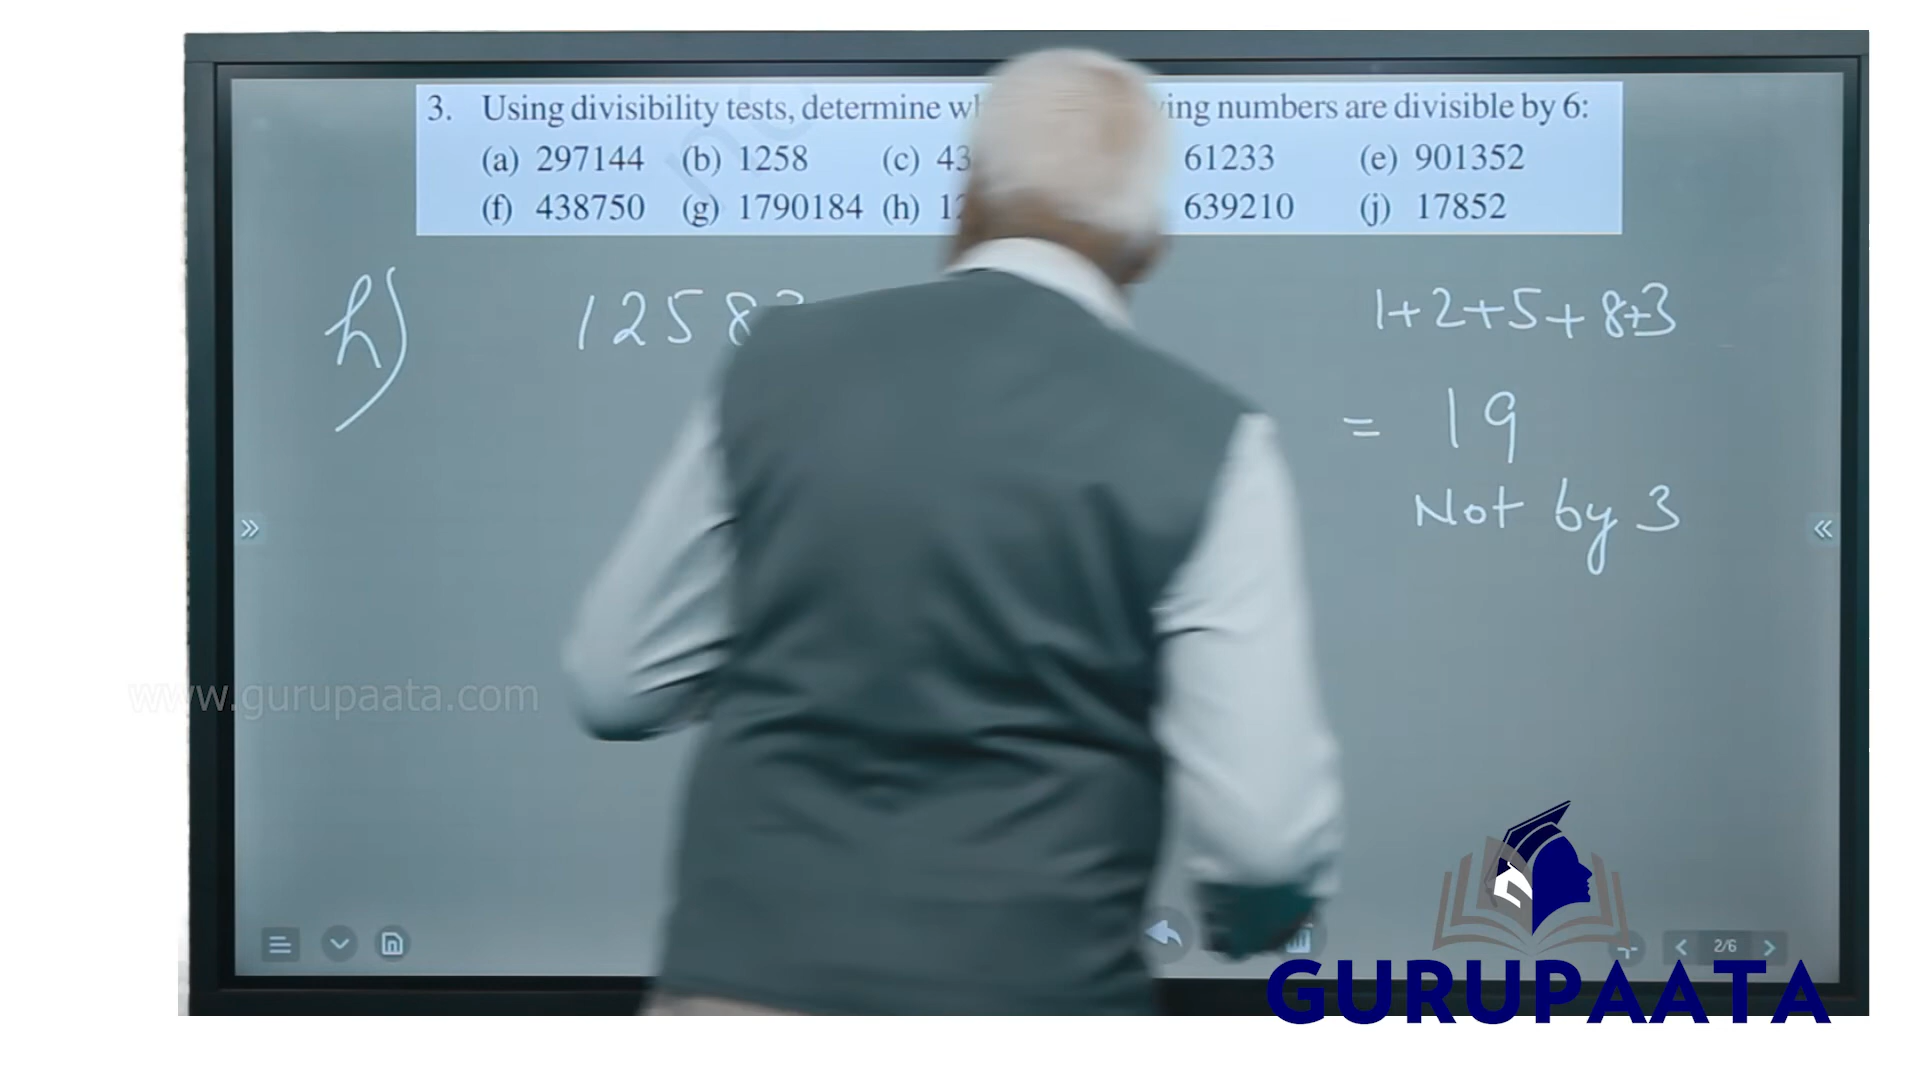 3. Using divisibility tests, determine ing numbers are divisible by 6:
(a) 297144 (b) 1258 (c) 43 61233 (e) 901352
(f) 438750 (g) 1790184 (h) 12 639210 (j) 17852
h) 1258 1+2+5+8+3
= 19
Not by 3
www.gurupaata.com
2/6
GURUPAATA